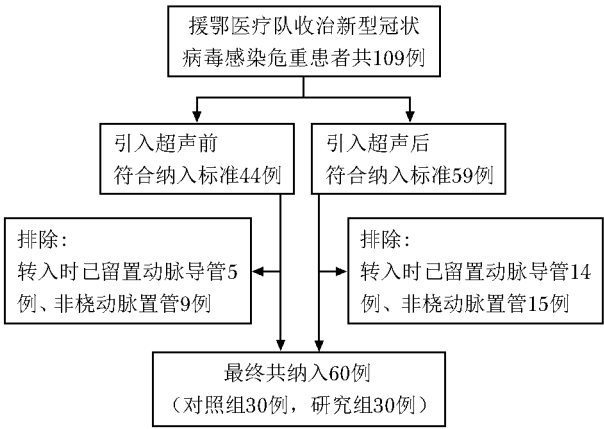 援鄂医疗队收治新型冠状
病毒感染危重患者共109例
引入超声前
符合纳入标准44例
引入超声后
符合纳入标准59例
排除：
转入时已留置动脉导管5
例、非桡动脉置管9例
排除：
转入时已留置动脉导管14
例、非桡动脉置管15例
最终共纳入60例
（对照组30例，研究组30例）